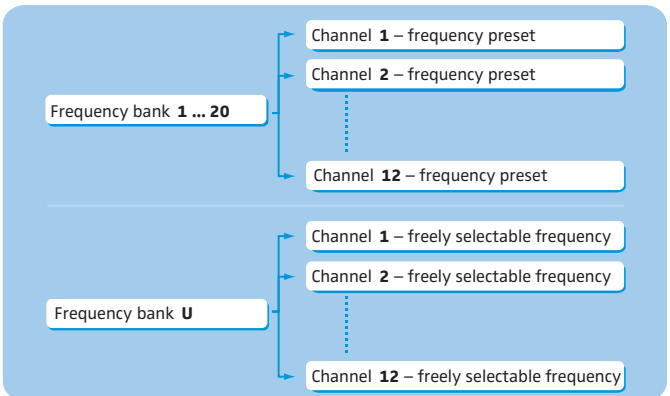 Channel 1 – frequency preset
Channel 2 – frequency preset
Frequency bank 1 ... 20
Channel 12 – frequency preset
Channel 1 – freely selectable frequency
Channel 2 – freely selectable frequency
Frequency bank U
Channel 12 – freely selectable frequency